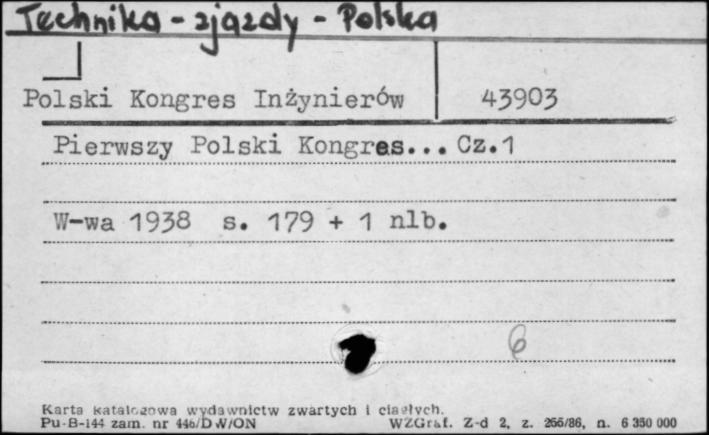 Technika - zjazdy - Polska
Polski Kongres Inżynierów 43903
Pierwszy Polski Kongres... Cz.1
W-wa 1938 s. 179 + 1 nlb.
6
Karta katalogowa wydawnictw zwartych i ciągłych.
Pu-B-144 zam. nr 446/DW/ON WZGraf. Z-d 2, z. 266/86, n. 6 350 000